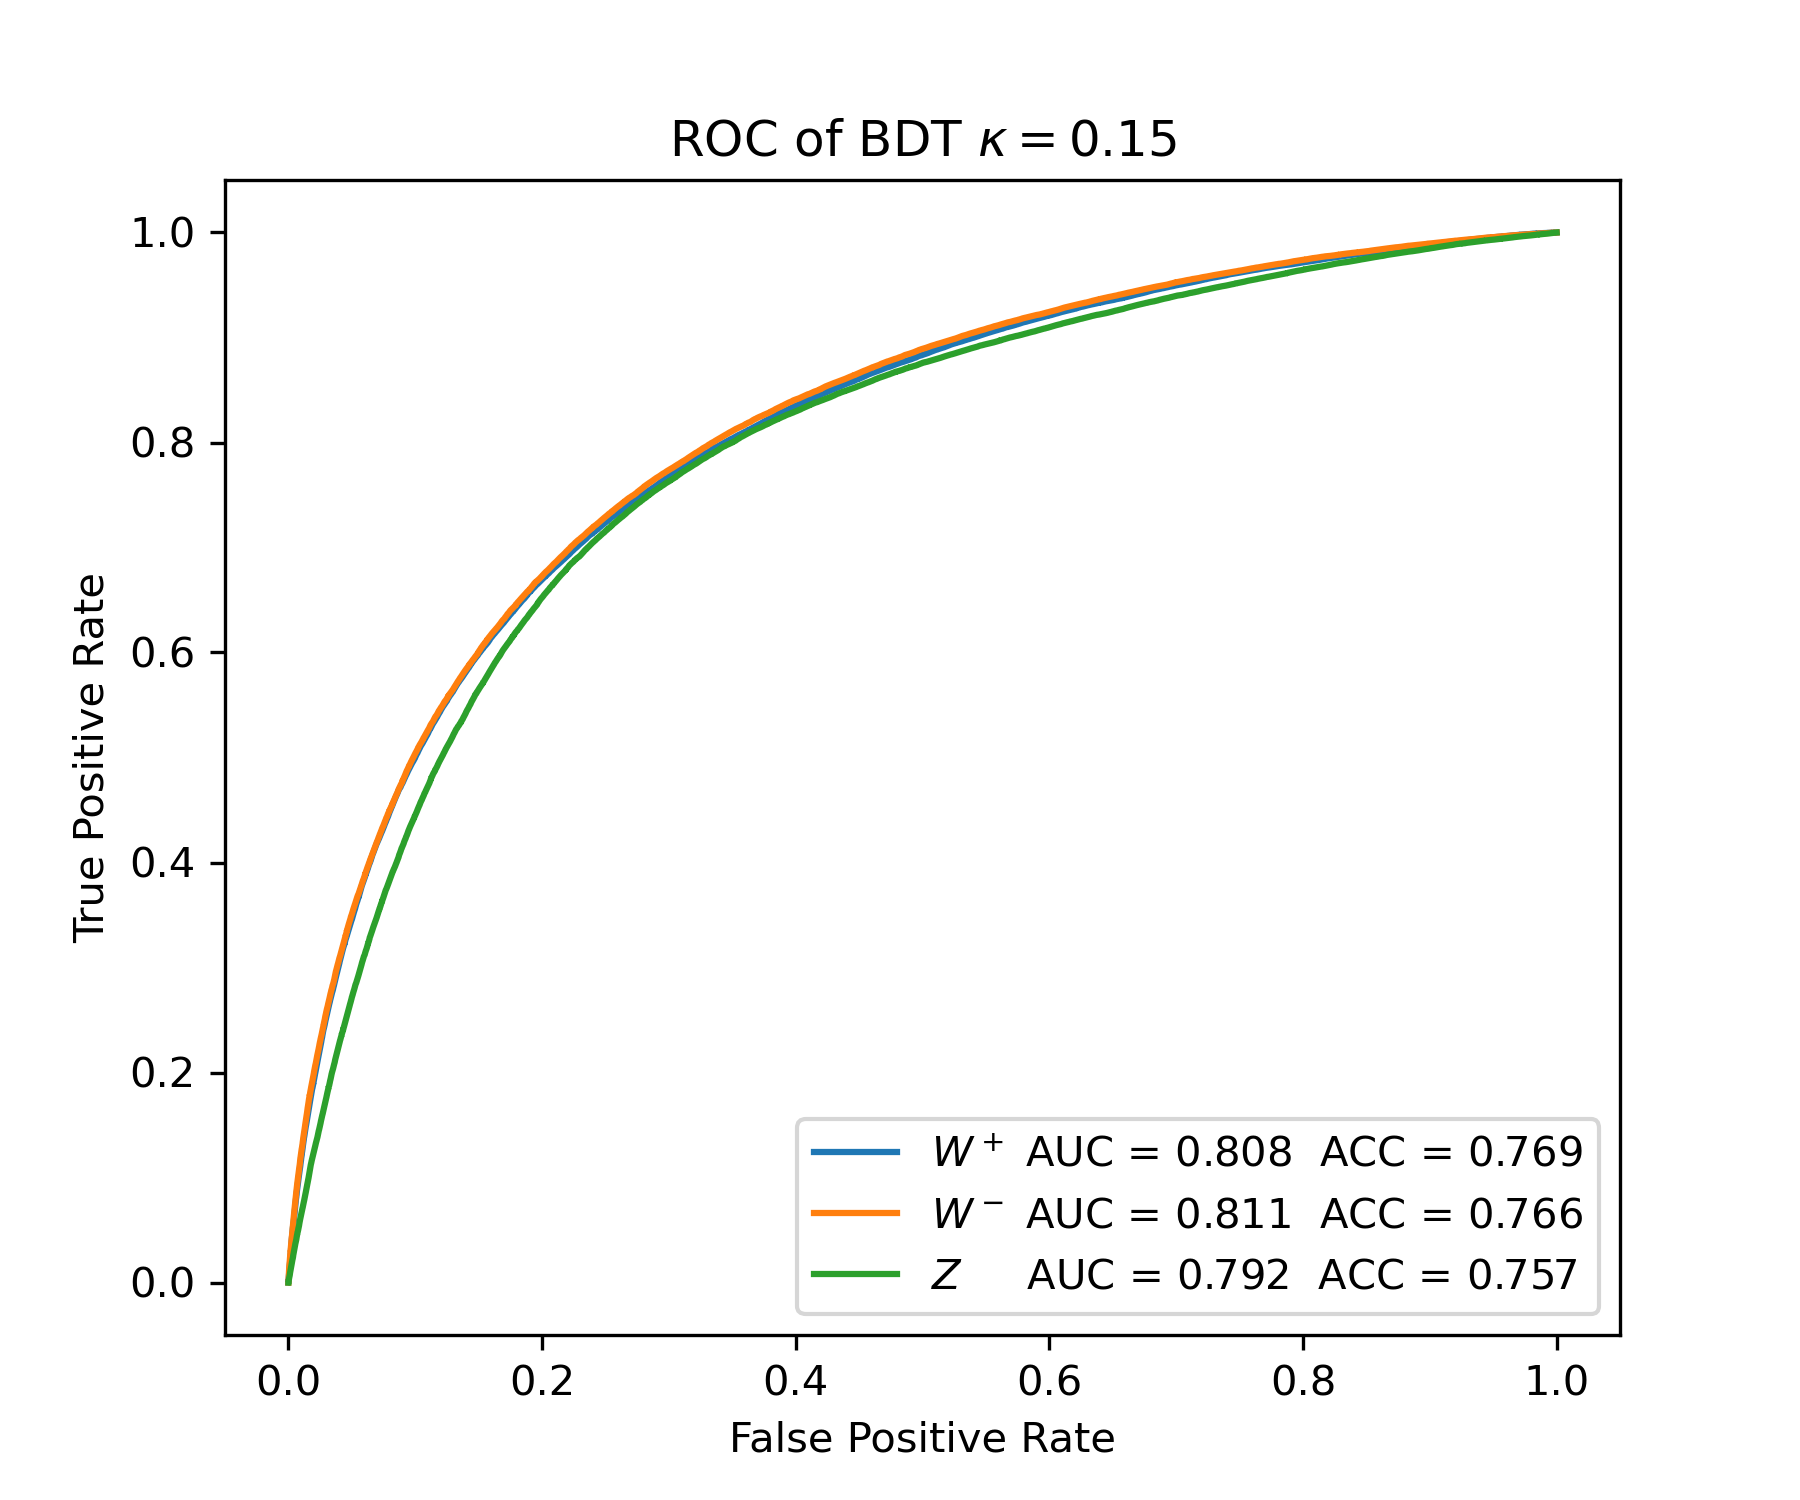 ROC of BDT κ = 0.15
1.0
0.8
0.6
0.4
0.2
0.0
True Positive Rate
W⁺ AUC = 0.808 ACC = 0.769
W⁻ AUC = 0.811 ACC = 0.766
Z AUC = 0.792 ACC = 0.757
0.0 0.2 0.4 0.6 0.8 1.0
False Positive Rate